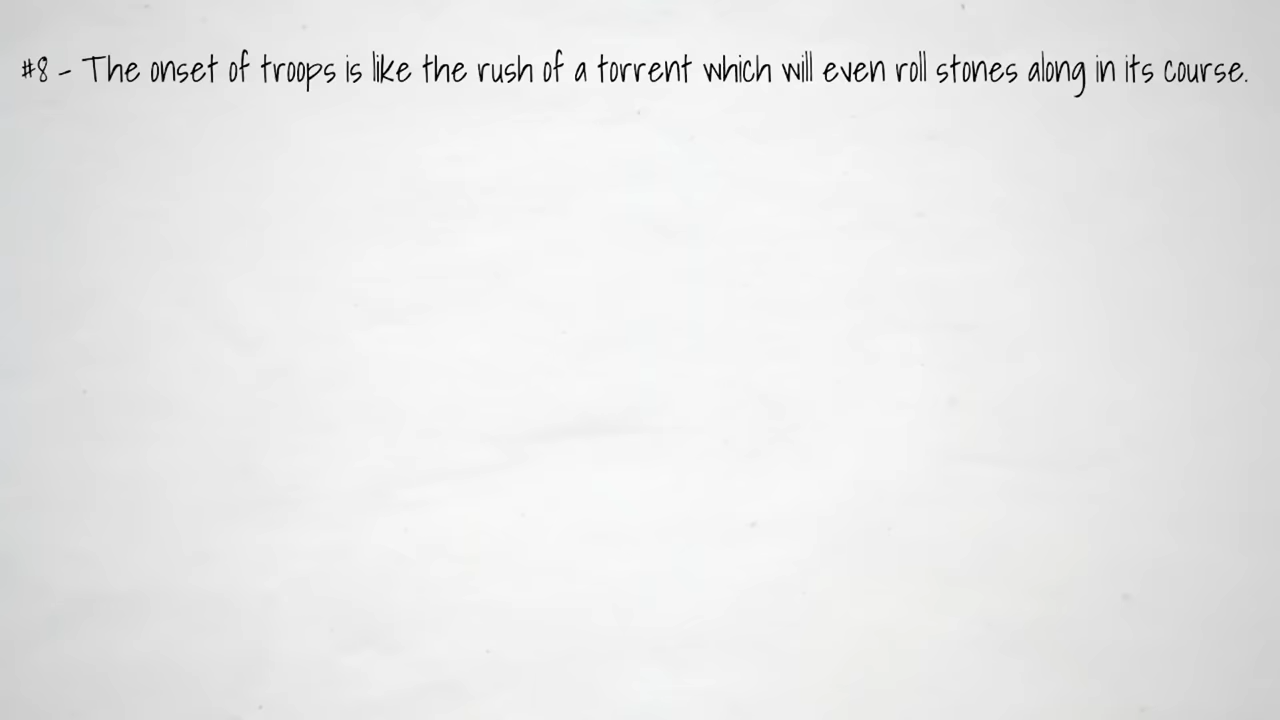 #8 - The onset of troops is like the rush of a torrent which will even roll stones along in its course.